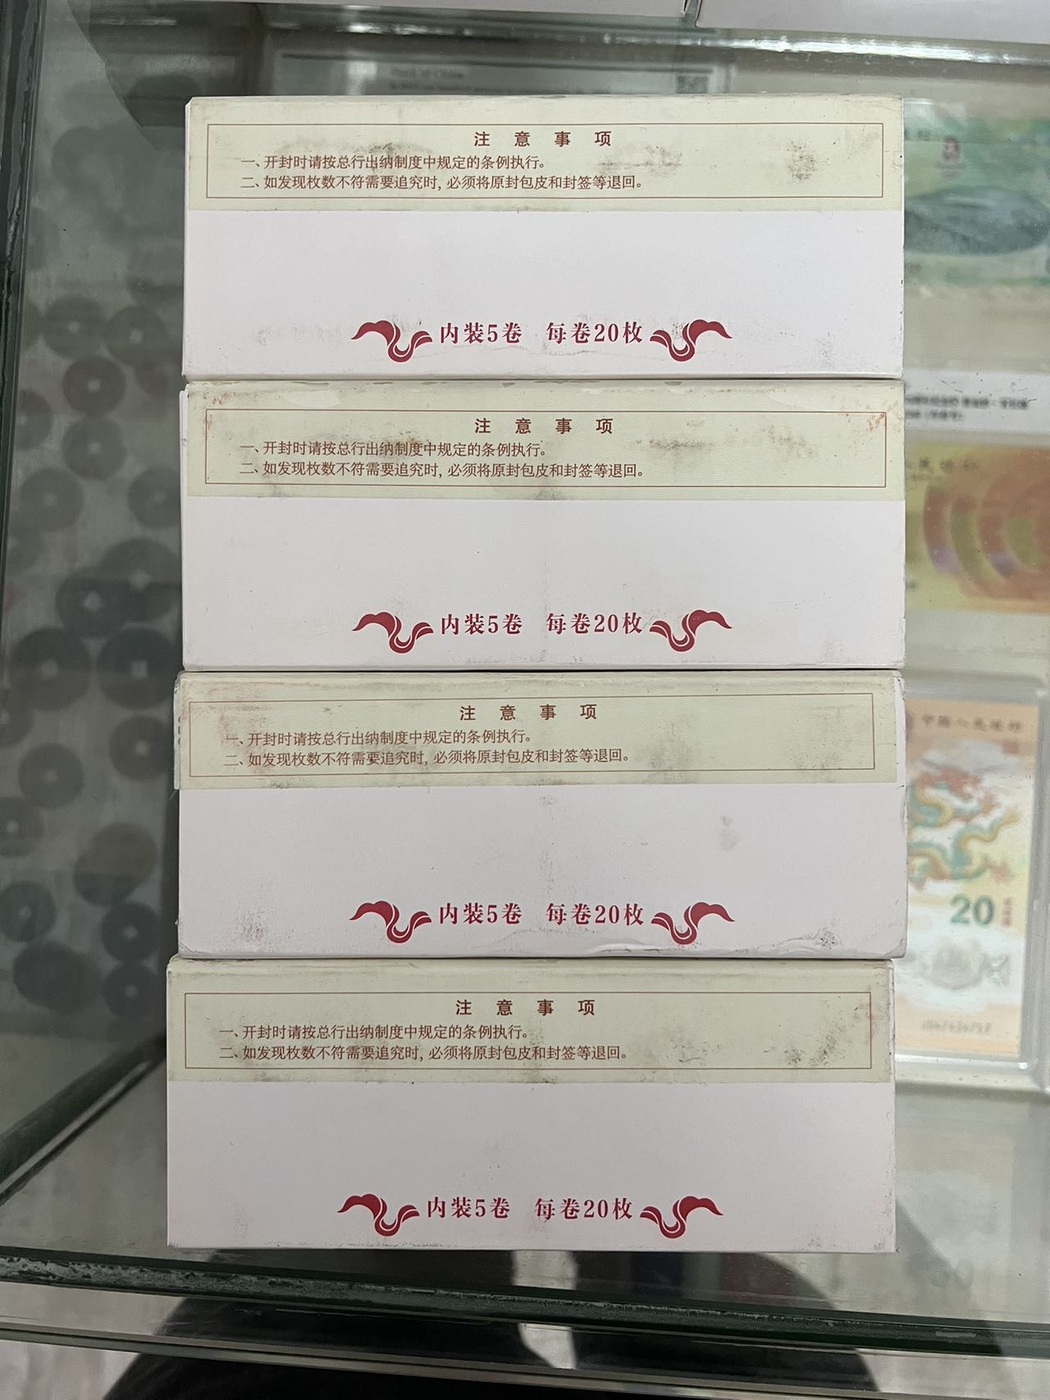 注 意 事 项
一、开封时请按总行出纳制度中规定的条例执行。
二、如发现枚数不符需要追究时, 必须将原封包皮和封签等退回。
内装5卷 每卷20枚
注 意 事 项
一、开封时请按总行出纳制度中规定的条例执行。
二、如发现枚数不符需要追究时, 必须将原封包皮和封签等退回。
内装5卷 每卷20枚
注 意 事 项
一、开封时请按总行出纳制度中规定的条例执行。
二、如发现枚数不符需要追究时, 必须将原封包皮和封签等退回。
内装5卷 每卷20枚
中国人民银行
20
注 意 事 项
一、开封时请按总行出纳制度中规定的条例执行。
二、如发现枚数不符需要追究时, 必须将原封包皮和封签等退回。
内装5卷 每卷20枚